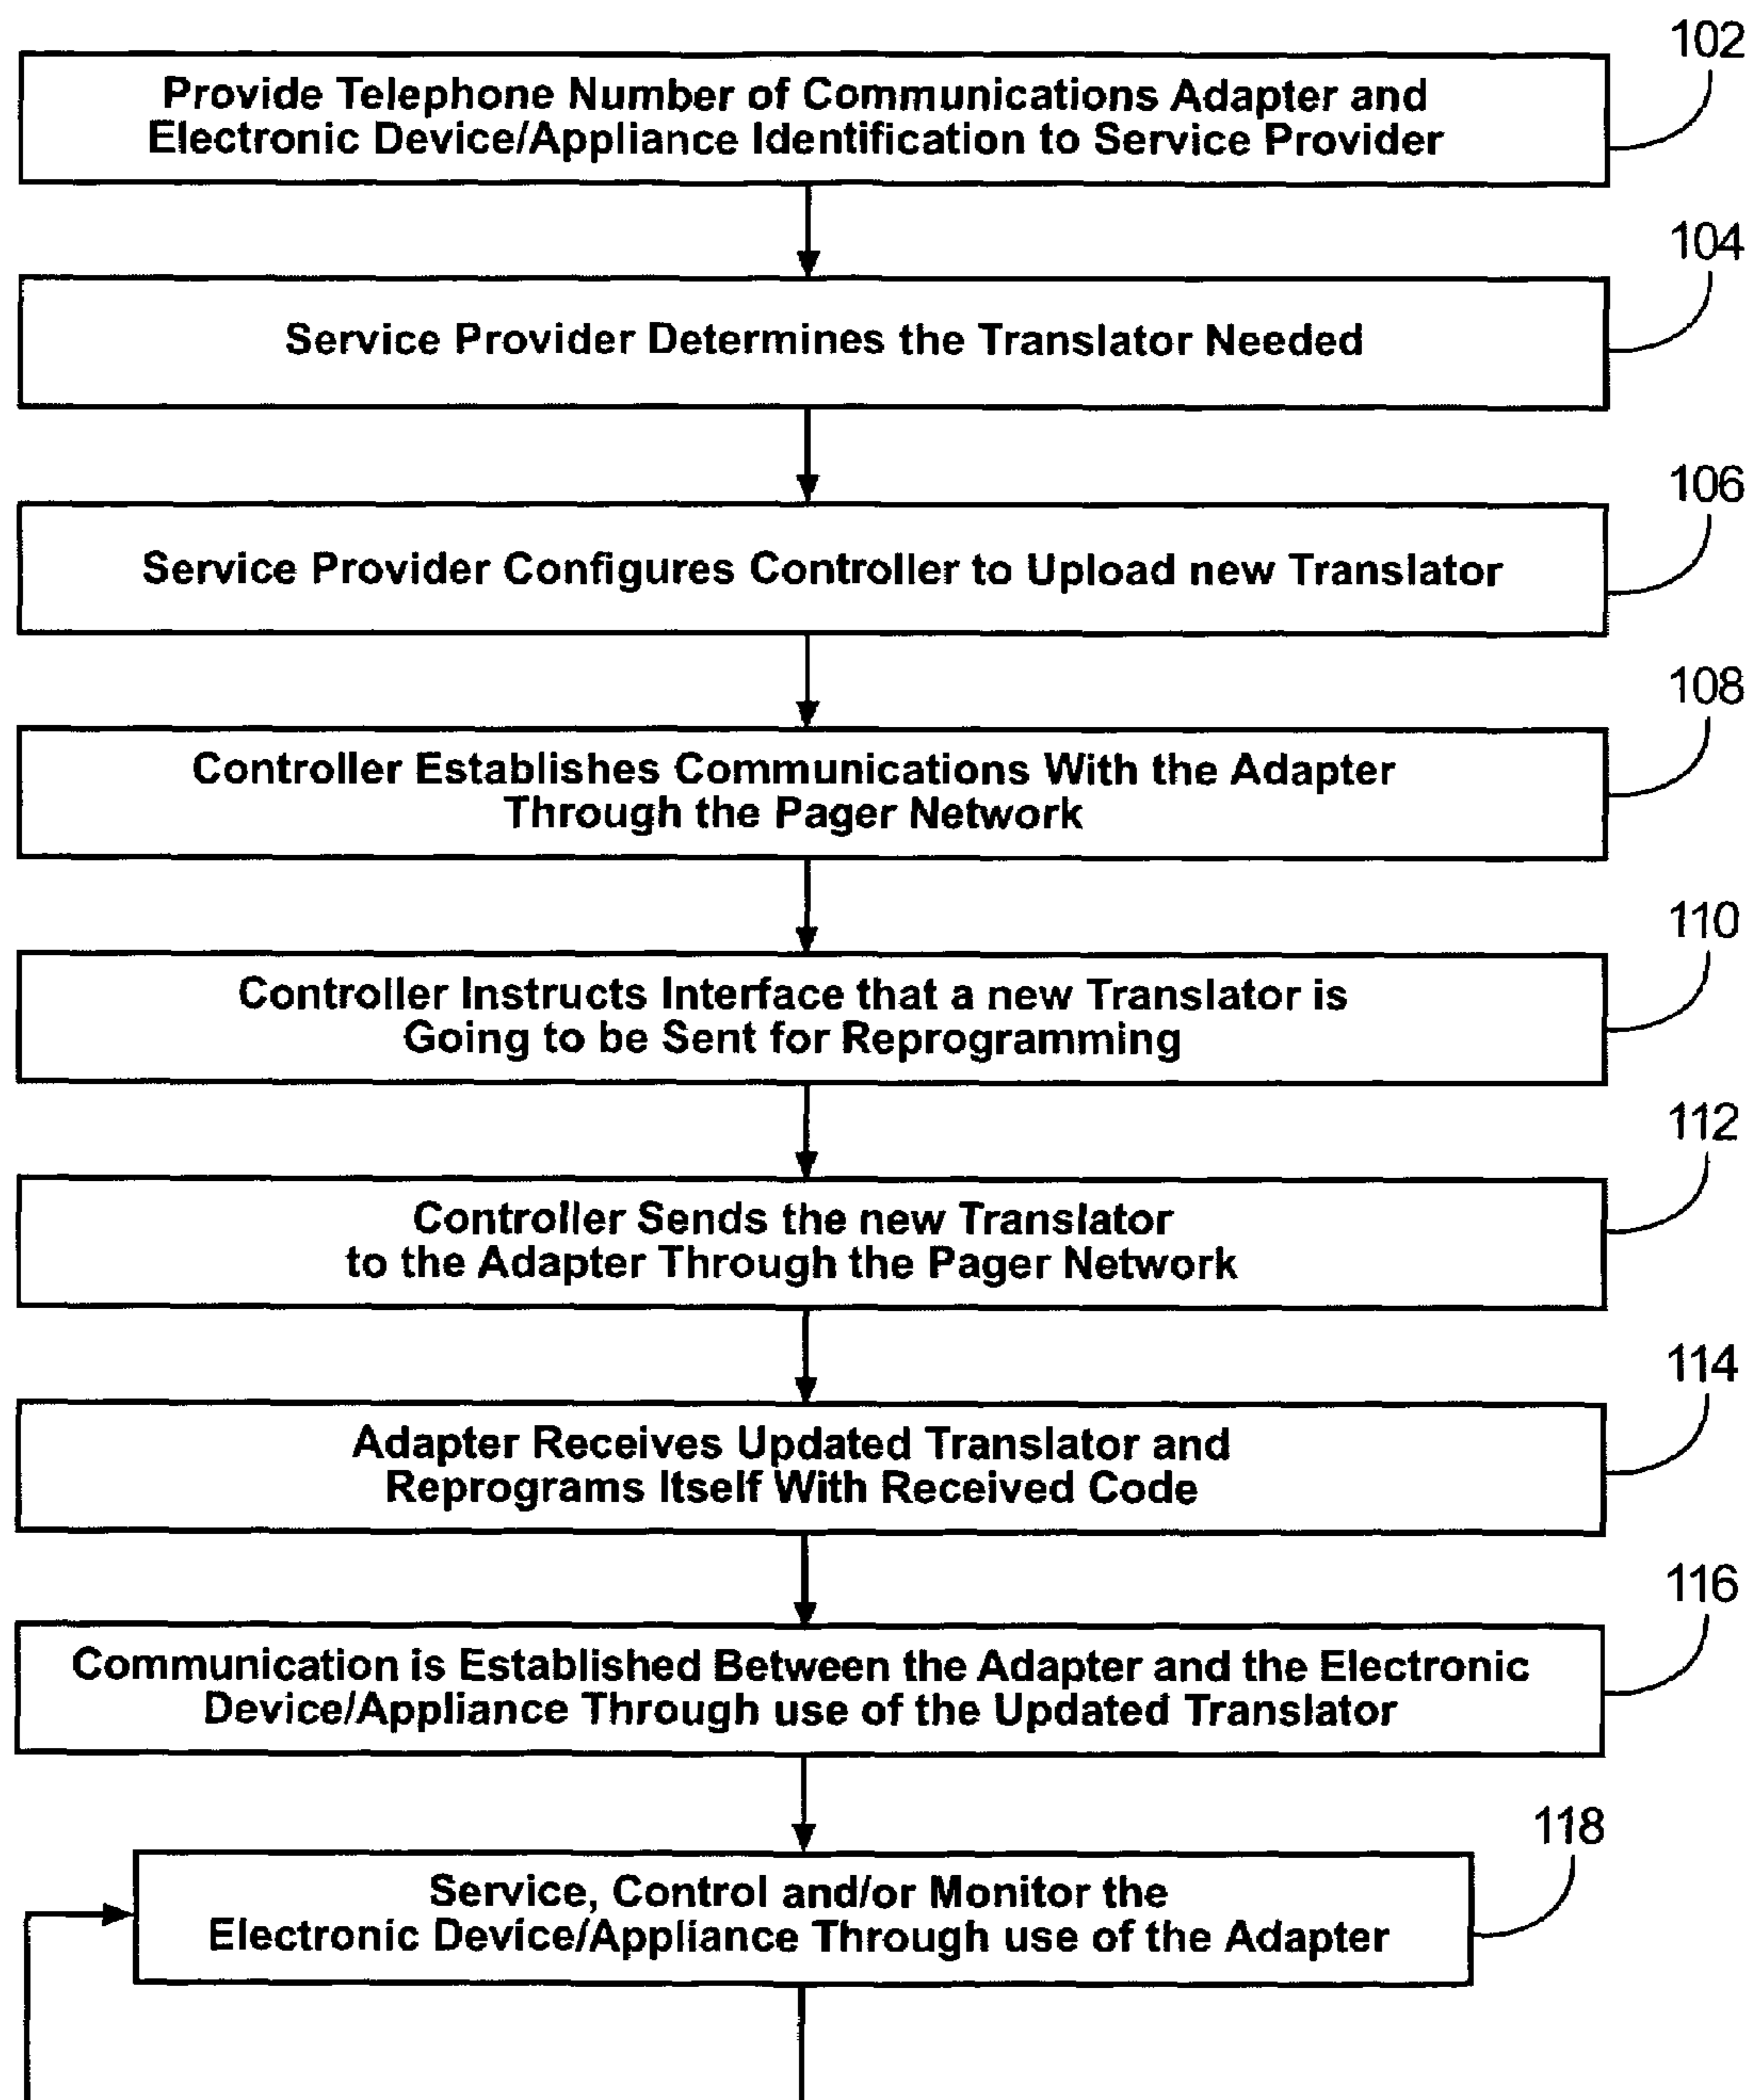 102
Provide Telephone Number of Communications Adapter and
Electronic Device/Appliance Identification to Service Provider
104
Service Provider Determines the Translator Needed
106
Service Provider Configures Controller to Upload new Translator
108
Controller Establishes Communications With the Adapter
Through the Pager Network
110
Controller Instructs Interface that a new Translator is
Going to be Sent for Reprogramming
112
Controller Sends the new Translator
to the Adapter Through the Pager Network
114
Adapter Receives Updated Translator and
Reprograms Itself With Received Code
116
Communication is Established Between the Adapter and the Electronic
Device/Appliance Through use of the Updated Translator
118
Service, Control and/or Monitor the
Electronic Device/Appliance Through use of the Adapter